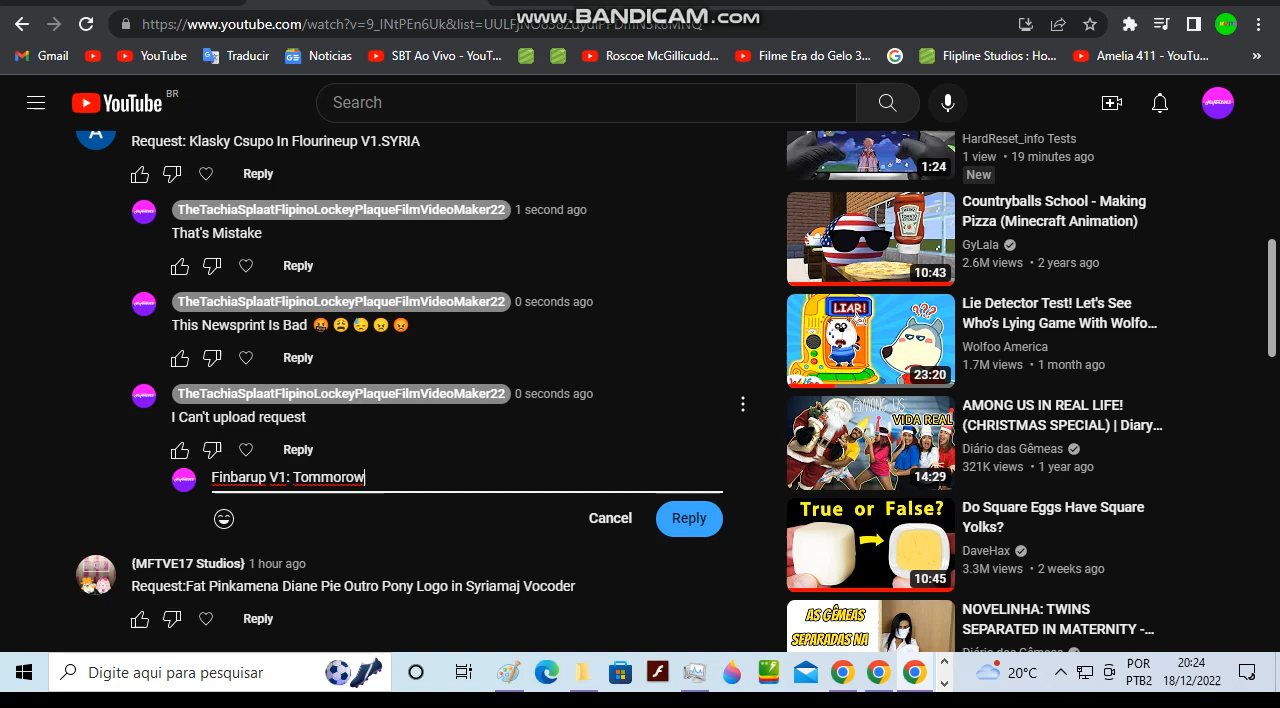 www.BANDICAM.com
https://www.youtube.com/watch?v=9_
Gmail
YouTube
Traducir
Noticias
SBT Ao Vivo - YouT...
Roscoe McGillicudd...
Filme Era do Gelo 3...
Flipline Studios : Ho...
Amelia 411 - YouTu...
»
YouTube BR
Search
A
Request: Klasky Csupo In Flourineup V1.SYRIA
Reply
TheTachiaSplaatFlipinoLockeyPlaqueFilmVideoMaker22 1 second ago
That's Mistake
Reply
TheTachiaSplaatFlipinoLockeyPlaqueFilmVideoMaker22 0 seconds ago
This Newsprint Is Bad 🤬😩😓😠😡
Reply
TheTachiaSplaatFlipinoLockeyPlaqueFilmVideoMaker22 0 seconds ago
I Can't upload request
Reply
Finbarup V1: Tommorow
Cancel Reply
{MFTVE17 Studios} 1 hour ago
Request:Fat Pinkamena Diane Pie Outro Pony Logo in Syriamaj Vocoder
Reply
1:24
HardReset_info Tests
1 view • 19 minutes ago
New
10:43
Countryballs School - Making
Pizza (Minecraft Animation)
GyLala
2.6M views • 2 years ago
LIAR!
???
23:20
Lie Detector Test! Let's See
Who's Lying Game With Wolfo...
Wolfoo America
1.7M views • 1 month ago
AMONG US
VIDA REAL
14:29
AMONG US IN REAL LIFE!
(CHRISTMAS SPECIAL) | Diary...
Diário das Gêmeas
321K views • 1 year ago
True or False?
10:45
Do Square Eggs Have Square
Yolks?
DaveHax
3.3M views • 2 weeks ago
AS GÊMEAS
SEPARADAS NA
NOVELINHA: TWINS
SEPARATED IN MATERNITY -...
Diário das Gêmeas
Digite aqui para pesquisar
20°C
POR
PTB2
20:24
18/12/2022